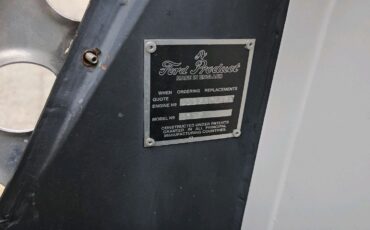 A
Ford Product
MADE IN ENGLAND
WHEN ORDERING REPLACEMENTS
QUOTE
ENGINE Nº
MODEL Nº
CONSTRUCTED UNDER PATENTS
GRANTED IN ALL PRINCIPAL
MANUFACTURING COUNTRIES